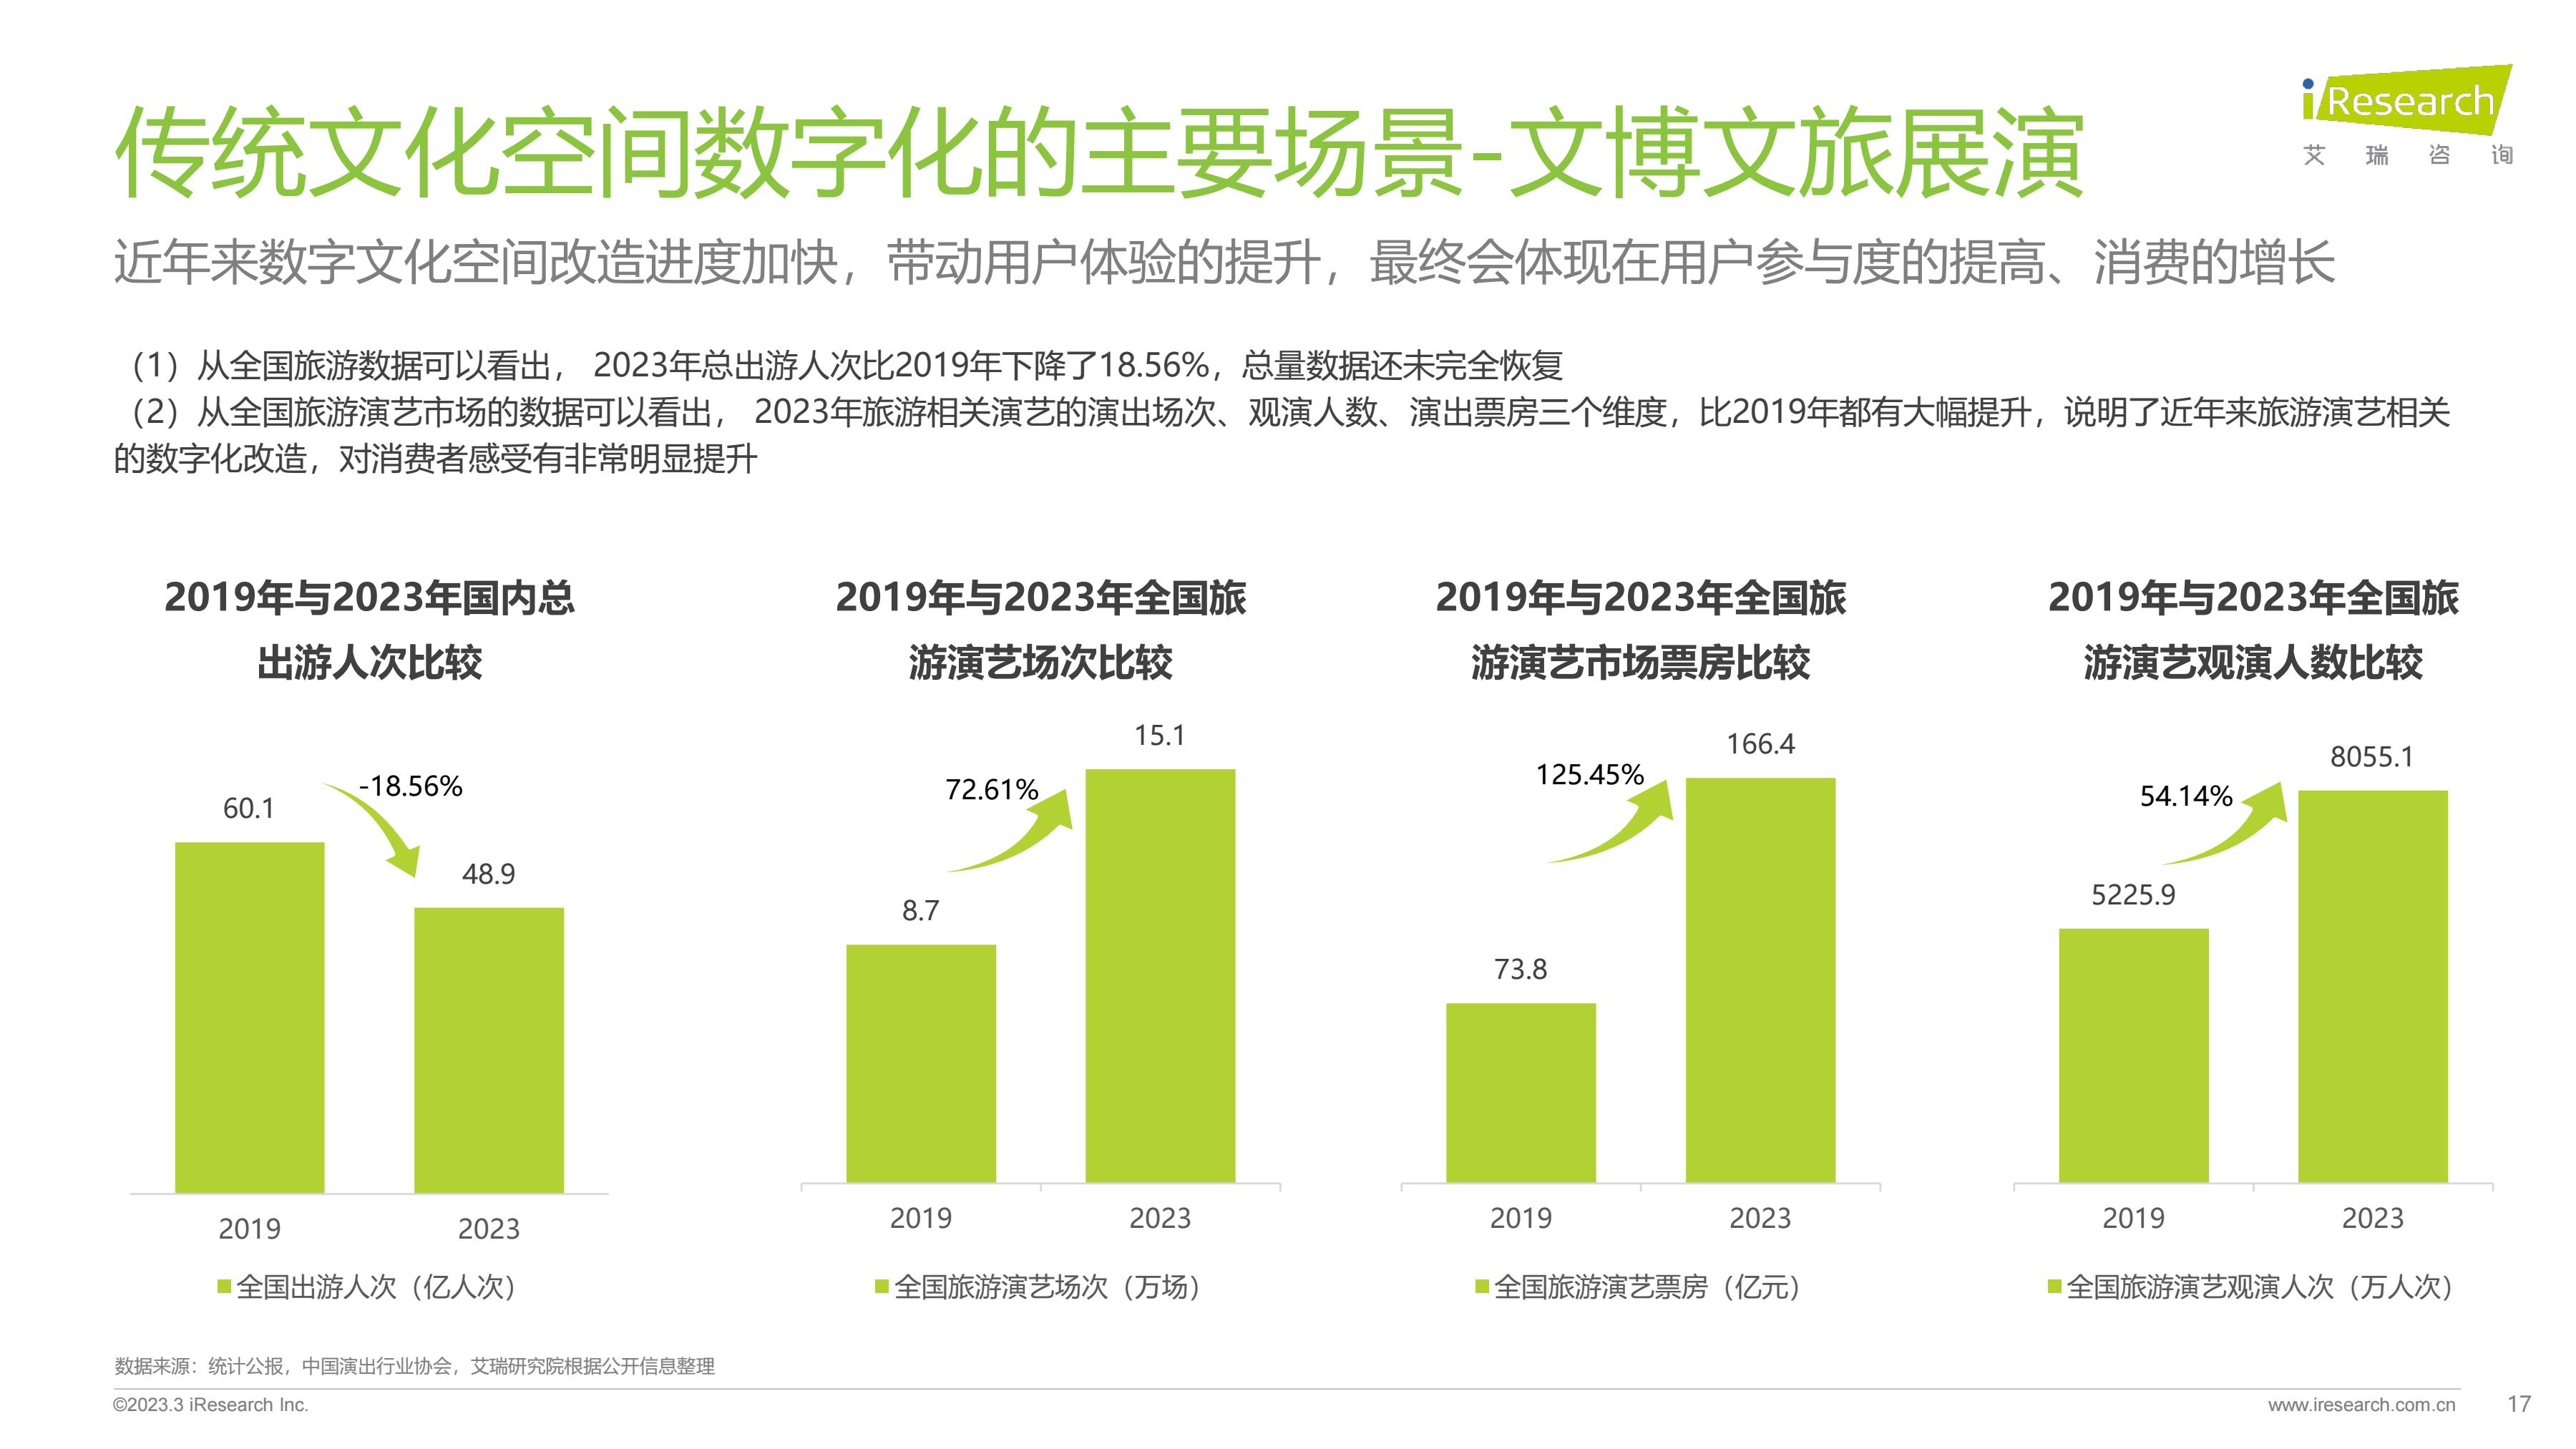 iResearch
艾瑞咨询
传统文化空间数字化的主要场景-文博文旅展演
近年来数字文化空间改造进度加快，带动用户体验的提升，最终会体现在用户参与度的提高、消费的增长
（1）从全国旅游数据可以看出， 2023年总出游人次比2019年下降了18.56%，总量数据还未完全恢复
（2）从全国旅游演艺市场的数据可以看出， 2023年旅游相关演艺的演出场次、观演人数、演出票房三个维度，比2019年都有大幅提升，说明了近年来旅游演艺相关
的数字化改造，对消费者感受有非常明显提升
2019年与2023年国内总
出游人次比较
-18.56%
60.1
48.9
2019 2023
全国出游人次（亿人次）
2019年与2023年全国旅
游演艺场次比较
15.1
72.61%
8.7
2019 2023
全国旅游演艺场次（万场）
2019年与2023年全国旅
游演艺市场票房比较
166.4
125.45%
73.8
2019 2023
全国旅游演艺票房（亿元）
2019年与2023年全国旅
游演艺观演人数比较
8055.1
54.14%
5225.9
2019 2023
全国旅游演艺观演人次（万人次）
数据来源：统计公报，中国演出行业协会，艾瑞研究院根据公开信息整理
©2023.3 iResearch Inc.
www.iresearch.com.cn
17